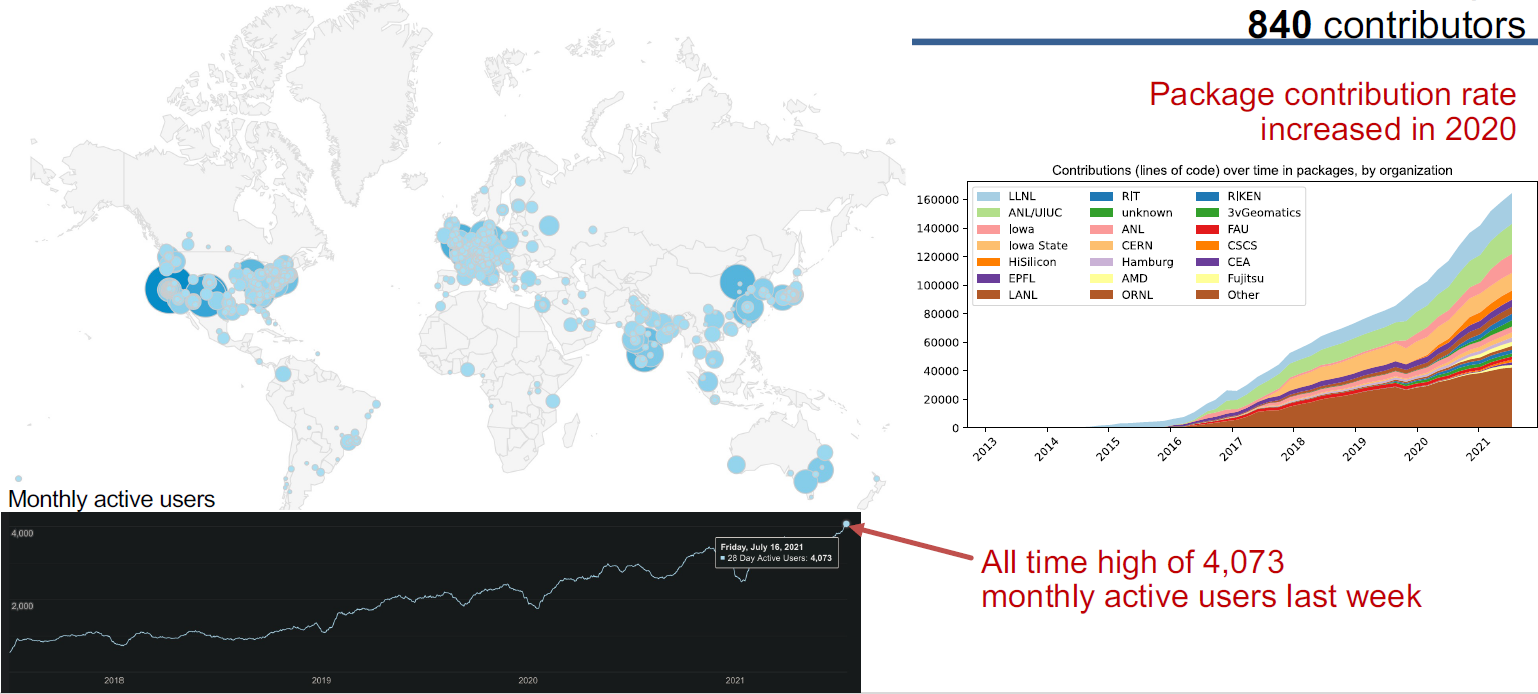 840 contributors
Package contribution rate
increased in 2020
Contributions (lines of code) over time in packages, by organization
160000
140000
120000
100000
80000
60000
40000
20000
0
LLNL
ANL/UIUC
Iowa
Iowa State
HiSilicon
EPFL
LANL
R|T
unknown
ANL
CERN
Hamburg
AMD
ORNL
R|KEN
3vGeomatics
FAU
CSCS
CEA
Fujitsu
Other
2013 2014 2015 2016 2017 2018 2019 2020 2021
Monthly active users
4,000
2,000
Friday, July 16, 2021
28 Day Active Users: 4,073
2018 2019 2020 2021
All time high of 4,073
monthly active users last week